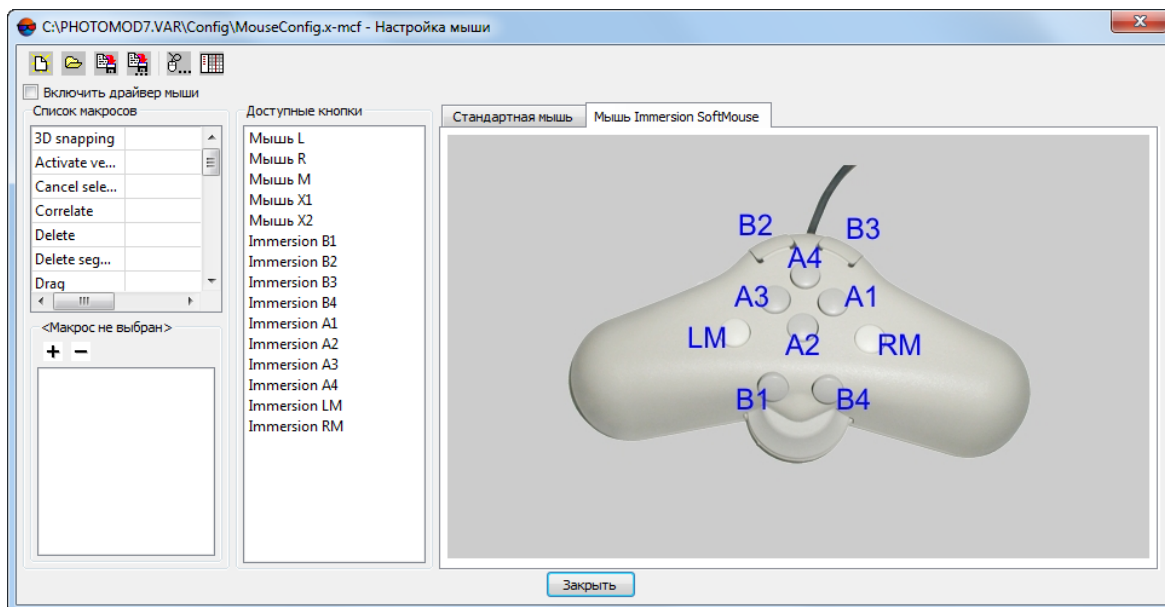 C:\PHOTOMOD7.VAR\Config\MouseConfig.x-mcf - Настройка мыши
Включить драйвер мыши
Список макросов
3D snapping
Activate ve...
Cancel sele...
Correlate
Delete
Delete seg...
Drag
<Макрос не выбран>
Доступные кнопки
Мышь L
Мышь R
Мышь M
Мышь X1
Мышь X2
Immersion B1
Immersion B2
Immersion B3
Immersion B4
Immersion A1
Immersion A2
Immersion A3
Immersion A4
Immersion LM
Immersion RM
Стандартная мышь
Мышь Immersion SoftMouse
B2 B3
A4
A3 A1
LM A2 RM
B1 B4
Закрыть